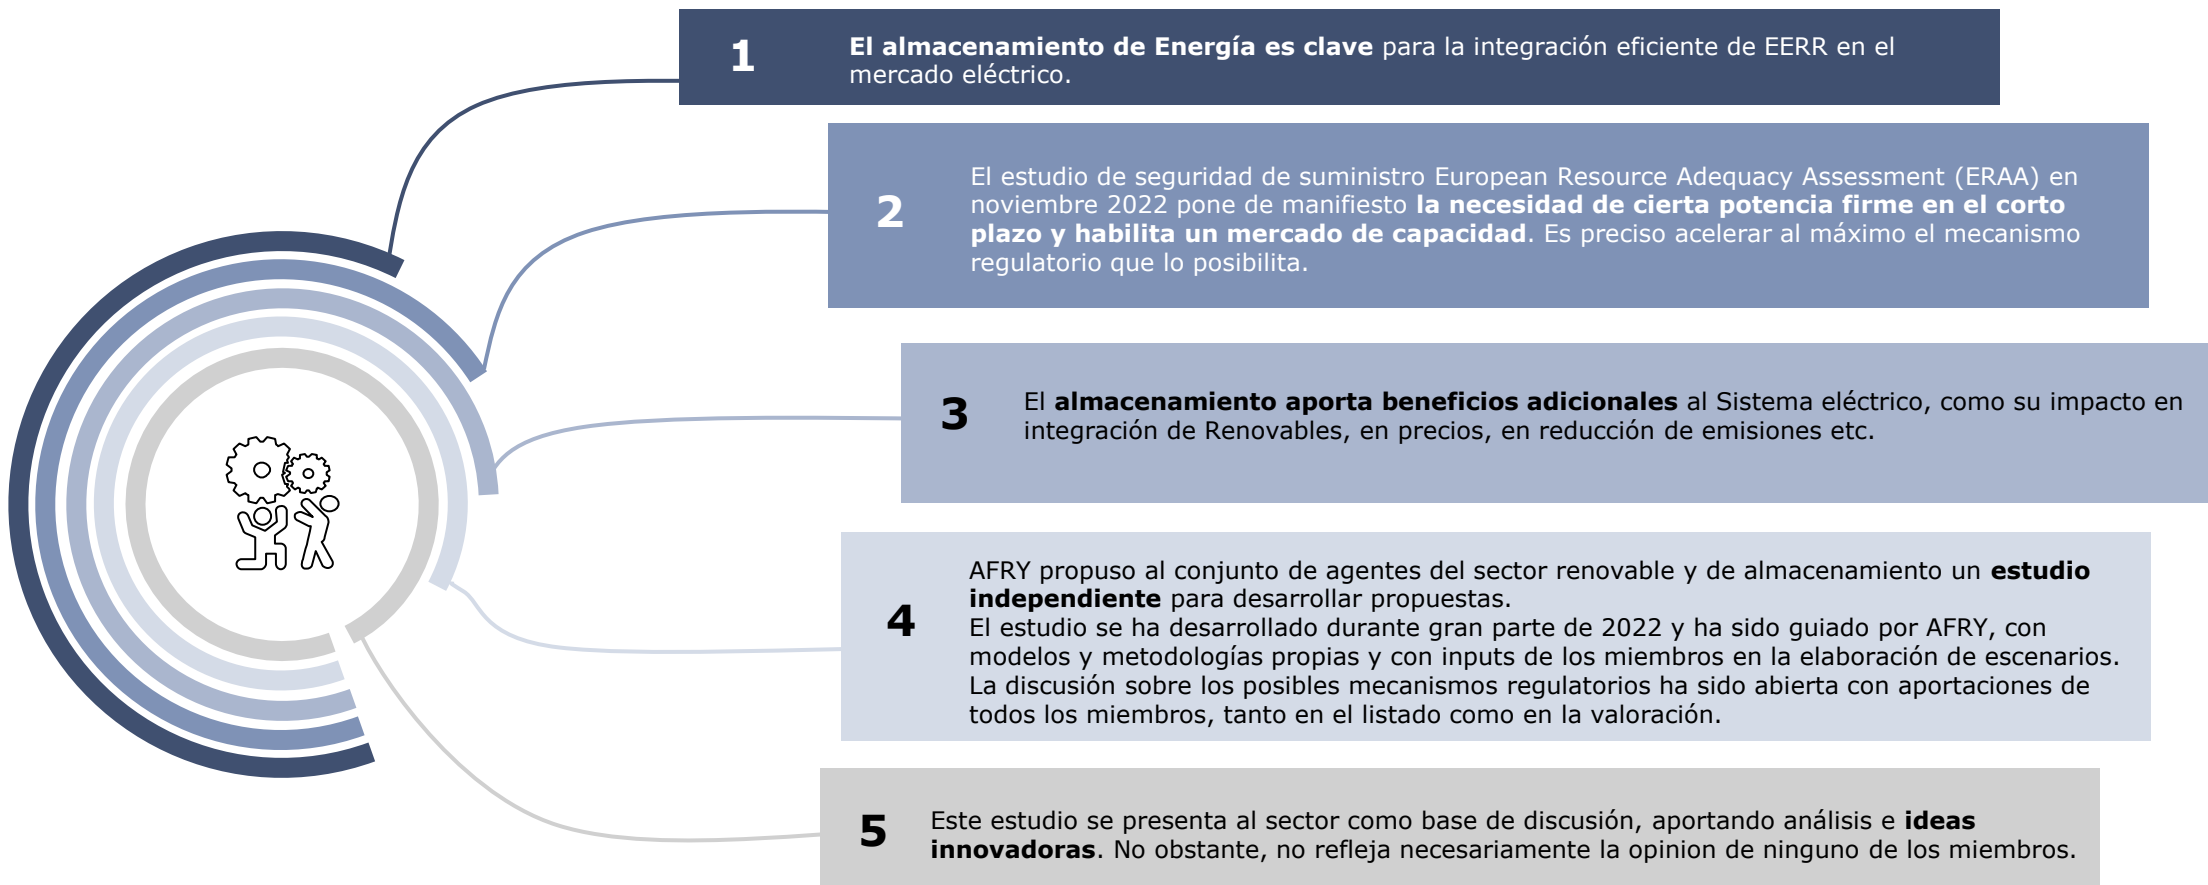 1
El almacenamiento de Energía es clave para la integración eficiente de EERR en el
mercado eléctrico.
2
El estudio de seguridad de suministro European Resource Adequacy Assessment (ERAA) en
noviembre 2022 pone de manifiesto la necesidad de cierta potencia firme en el corto
plazo y habilita un mercado de capacidad. Es preciso acelerar al máximo el mecanismo
regulatorio que lo posibilita.
3
El almacenamiento aporta beneficios adicionales al Sistema eléctrico, como su impacto en
integración de Renovables, en precios, en reducción de emisiones etc.
4
AFRY propuso al conjunto de agentes del sector renovable y de almacenamiento un estudio
independiente para desarrollar propuestas.
El estudio se ha desarrollado durante gran parte de 2022 y ha sido guiado por AFRY, con
modelos y metodologías propias y con inputs de los miembros en la elaboración de escenarios.
La discusión sobre los posibles mecanismos regulatorios ha sido abierta con aportaciones de
todos los miembros, tanto en el listado como en la valoración.
5
Este estudio se presenta al sector como base de discusión, aportando análisis e ideas
innovadoras. No obstante, no refleja necesariamente la opinion de ninguno de los miembros.